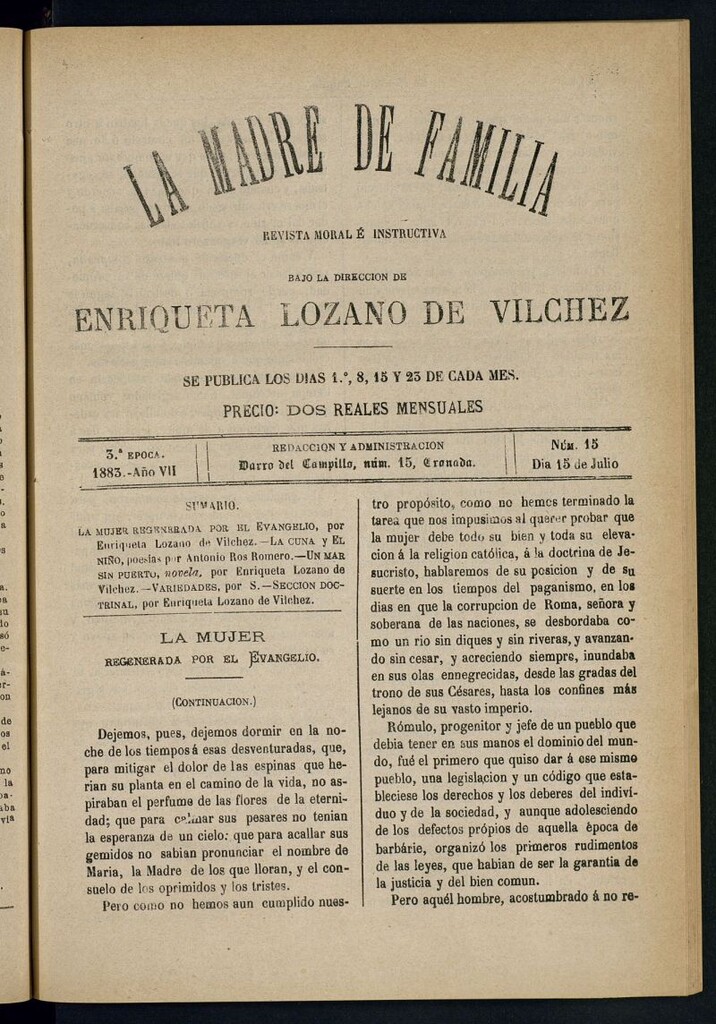 LA MADRE DE FAMILIA
REVISTA MORAL É INSTRUCTIVA
BAJO LA DIRECCION DE
ENRIQUETA LOZANO DE VILCHEZ
SE PUBLICA LOS DIAS 1.º, 8, 15 Y 23 DE CADA MES.
PRECIO: DOS REALES MENSUALES
3.ª EPOCA.
1883.-Año VII
REDACCION Y ADMINISTRACION
Darro del Campillo, núm. 15, Granada.
NÚM. 15
Dia 15 de Julio
SUMARIO.
LA MUJER REGENERADA POR EL EVANGELIO, por
Enriqueta Lozano de Vilchez.—LA CUNA Y EL
NIÑO, poesías por Antonio Ros Romero.—UN MAR
SIN PUERTO, novela, por Enriqueta Lozano de
Vilchez.—VARIEDADES, por S.—SECCION DOC-
TRINAL, por Enriqueta Lozano de Vilchez.
LA MUJER
REGENERADA POR EL EVANGELIO.
(CONTINUACION.)
Dejemos, pues, dejemos dormir en la no-
che de los tiempos á esas desventuradas, que,
para mitigar el dolor de las espinas que he-
rian su planta en el camino de la vida, no as-
piraban el perfume de las flores de la eterni-
dad; que para calmar sus pesares no tenian
la esperanza de un cielo: que para acallar sus
gemidos no sabian pronunciar el nombre de
Maria, la Madre de los que lloran, y el con-
suelo de los oprimidos y los tristes.
Pero como no hemos aun cumplido nues-
tro propósito, como no hemos terminado la
tarea que nos impusimos al querer probar que
la mujer debe todo su bien y toda su eleva-
cion á la religion católica, á la doctrina de Je-
sucristo, hablaremos de su posicion y de su
suerte en los tiempos del paganismo, en los
dias en que la corrupcion de Roma, señora y
soberana de las naciones, se desbordaba co-
mo un rio sin diques y sin riveras, y avanzan-
do sin cesar, y acreciendo siempre, inundaba
en sus olas ennegrecidas, desde las gradas del
trono de sus Césares, hasta los confines más
lejanos de su vasto imperio.
Rómulo, progenitor y jefe de un pueblo que
debia tener en sus manos el dominio del mun-
do, fué el primero que quiso dar á ese mismo
pueblo, una legislacion y un código que esta-
bleciese los derechos y los deberes del indiví-
duo y de la sociedad, y aunque adolesciendo
de los defectos própios de aquella época de
barbárie, organizó los primeros rudimentos
de las leyes, que habian de ser la garantia de
la justicia y del bien comun.
Pero aquél hombre, acostumbrado á no re-